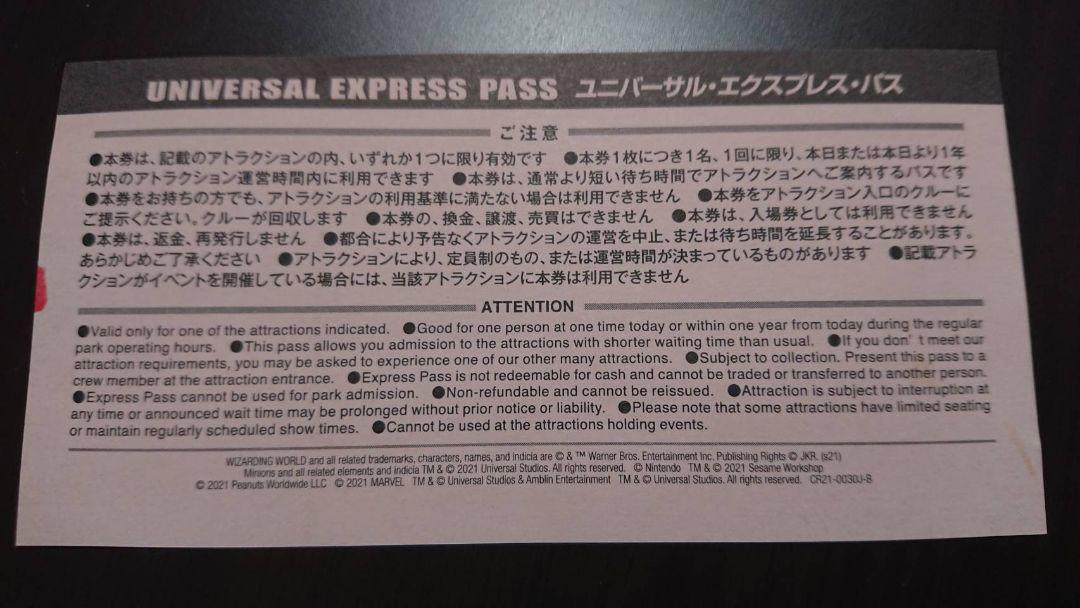 UNIVERSAL EXPRESS PASS ユニバーサル・エクスプレス・パス
ご注意
●本券は、記載のアトラクションの内、いずれか1つに限り有効です ●本券1枚につき1名、1回に限り、本日または本日より1年
以内のアトラクション運営時間内に利用できます ●本券は、通常より短い待ち時間でアトラクションへご案内するパスです
●本券をお持ちの方でも、アトラクションの利用基準に満たない場合は利用できません ●本券をアトラクション入口のクルーに
ご提示ください。クルーが回収します ●本券の、換金、譲渡、売買はできません ●本券は、入場券としては利用できません
●本券は、返金、再発行しません ●都合により予告なくアトラクションの運営を中止、または待ち時間を延長することがあります。
あらかじめご了承ください ●アトラクションにより、定員制のもの、または運営時間が決まっているものがあります ●記載アトラ
クションがイベントを開催している場合には、当該アトラクションに本券は利用できません
ATTENTION
●Valid only for one of the attractions indicated. ●Good for one person at one time today or within one year from today during the regular
park operating hours. ●This pass allows you admission to the attractions with shorter waiting time than usual. ●If you don't meet our
attraction requirements, you may be asked to experience one of our other many attractions. ●Subject to collection. Present this pass to a
crew member at the attraction entrance. ●Express Pass is not redeemable for cash and cannot be traded or transferred to another person.
●Express Pass cannot be used for park admission. ●Non-refundable and cannot be reissued. ●Attraction is subject to interruption at
any time or announced wait time may be prolonged without prior notice or liability. ●Please note that some attractions have limited seating
or maintain regularly scheduled show times. ●Cannot be used at the attractions holding events.
WIZARDING WORLD and all related trademarks, characters, names, and indicia are © & ™ Warner Bros. Entertainment Inc. Publishing Rights © JKR. (s21)
Minions and all related elements and indicia TM & © 2021 Universal Studios. All rights reserved. © Nintendo TM & © 2021 Sesame Workshop
© 2021 Peanuts Worldwide LLC © 2021 MARVEL TM & © Universal Studios & Amblin Entertainment TM & © Universal Studios. All rights reserved. CR21-0030J-B